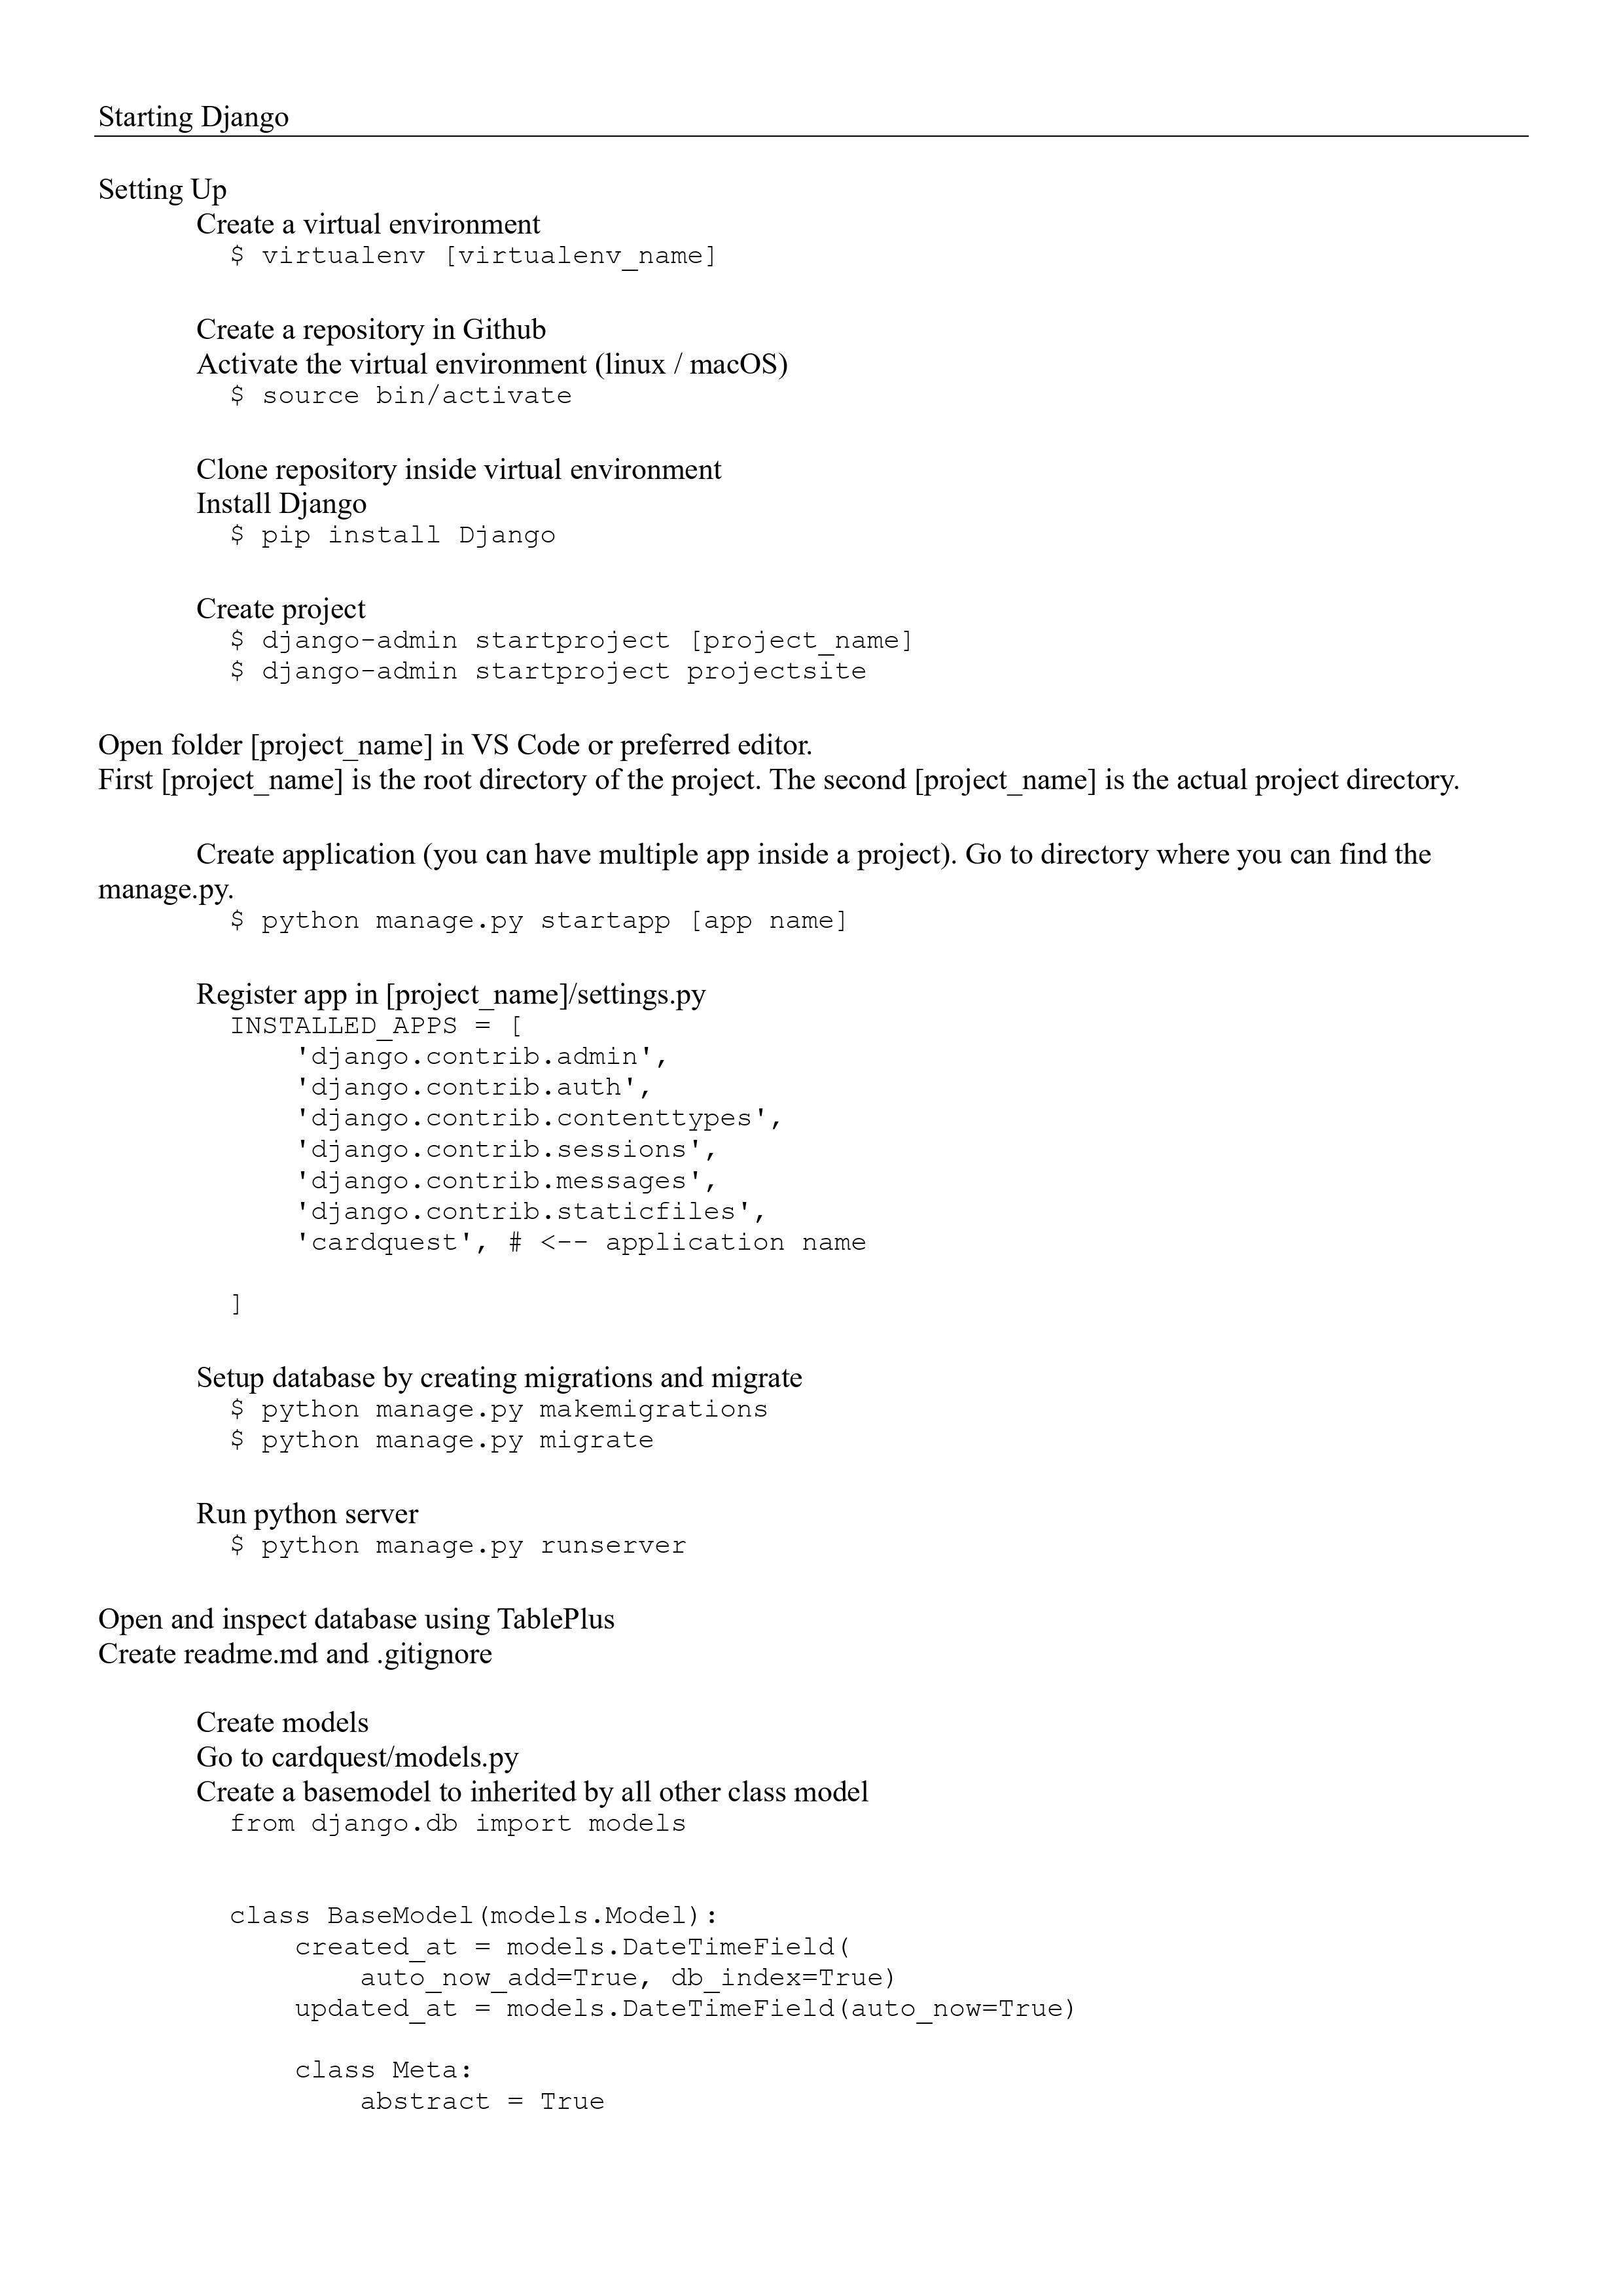 Starting Django
Setting Up
Create a virtual environment
$ virtualenv [virtualenv_name]
Create a repository in Github
Activate the virtual environment (linux / macOS)
$ source bin/activate
Clone repository inside virtual environment
Install Django
$ pip install Django
Create project
$ django-admin startproject [project_name]
$ django-admin startproject projectsite
Open folder [project_name] in VS Code or preferred editor.
First [project_name] is the root directory of the project. The second [project_name] is the actual project directory.
Create application (you can have multiple app inside a project). Go to directory where you can find the
manage.py.
$ python manage.py startapp [app name]
Register app in [project_name]/settings.py
INSTALLED_APPS = [
    'django.contrib.admin',
    'django.contrib.auth',
    'django.contrib.contenttypes',
    'django.contrib.sessions',
    'django.contrib.messages',
    'django.contrib.staticfiles',
    'cardquest', # <-- application name
]
Setup database by creating migrations and migrate
$ python manage.py makemigrations
$ python manage.py migrate
Run python server
$ python manage.py runserver
Open and inspect database using TablePlus
Create readme.md and .gitignore
Create models
Go to cardquest/models.py
Create a basemodel to inherited by all other class model
from django.db import models
class BaseModel(models.Model):
    created_at = models.DateTimeField(
        auto_now_add=True, db_index=True)
    updated_at = models.DateTimeField(auto_now=True)
    class Meta:
        abstract = True